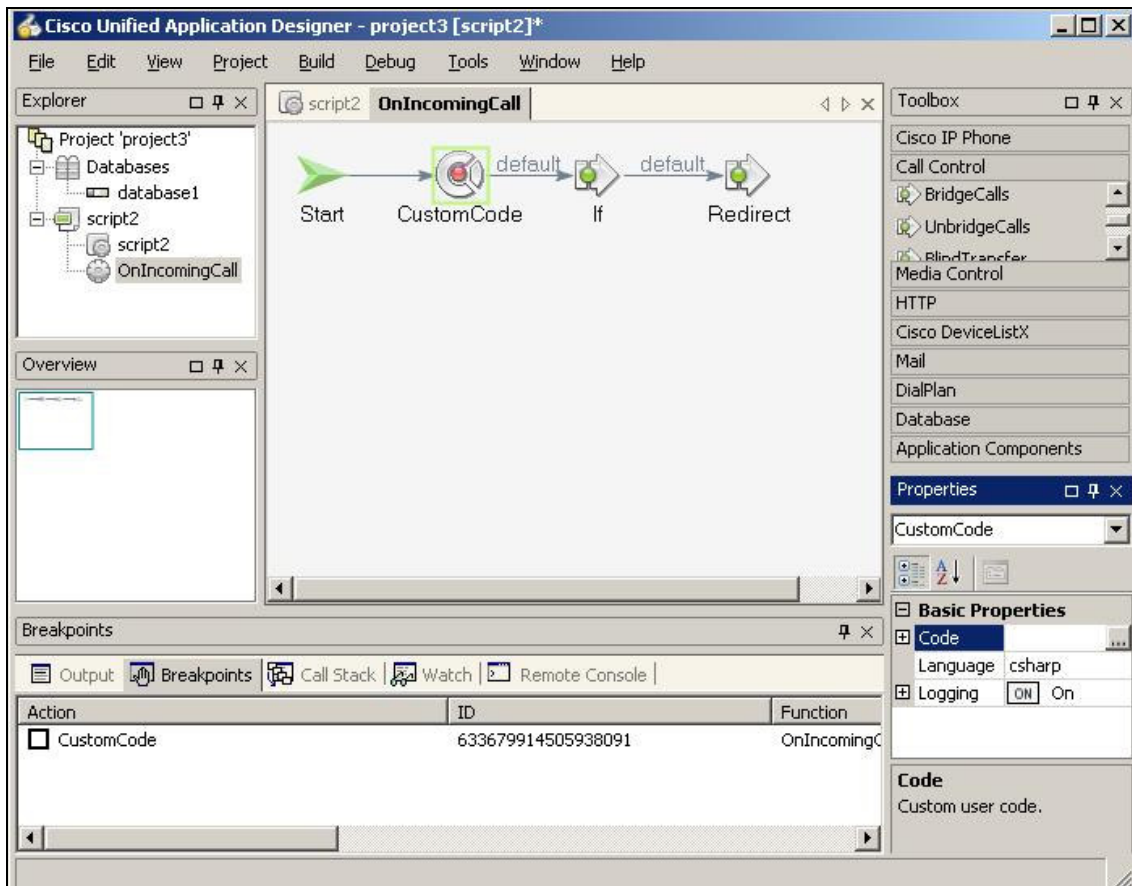 Cisco Unified Application Designer - project3 [script2]*
File Edit View Project Build Debug Tools Window Help
Explorer
Project 'project3'
Databases
database1
script2
script2
OnIncomingCall
Overview
script2 OnIncomingCall
default default
Start CustomCode If Redirect
Toolbox
Cisco IP Phone
Call Control
BridgeCalls
UnbridgeCalls
BlindTransfer
Media Control
HTTP
Cisco DeviceListX
Mail
DialPlan
Database
Application Components
Properties
CustomCode
A
Z
Basic Properties
Code ...
Language csharp
Logging ON On
Code
Custom user code.
Breakpoints
Output Breakpoints Call Stack Watch Remote Console
Action ID Function
CustomCode 633679914505938091 OnIncomingC